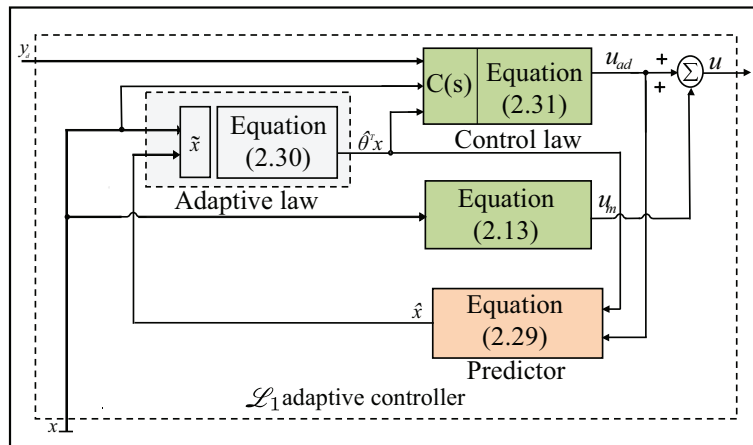 y_d
C(s)
Equation
(2.31)
Control law
u_ad
+
+
Σ
u
x̃
Equation
(2.30)
Adaptive law
θ̂ᵀx
Equation
(2.13)
u_m
x̂
Equation
(2.29)
Predictor
ℒ₁ adaptive controller
x